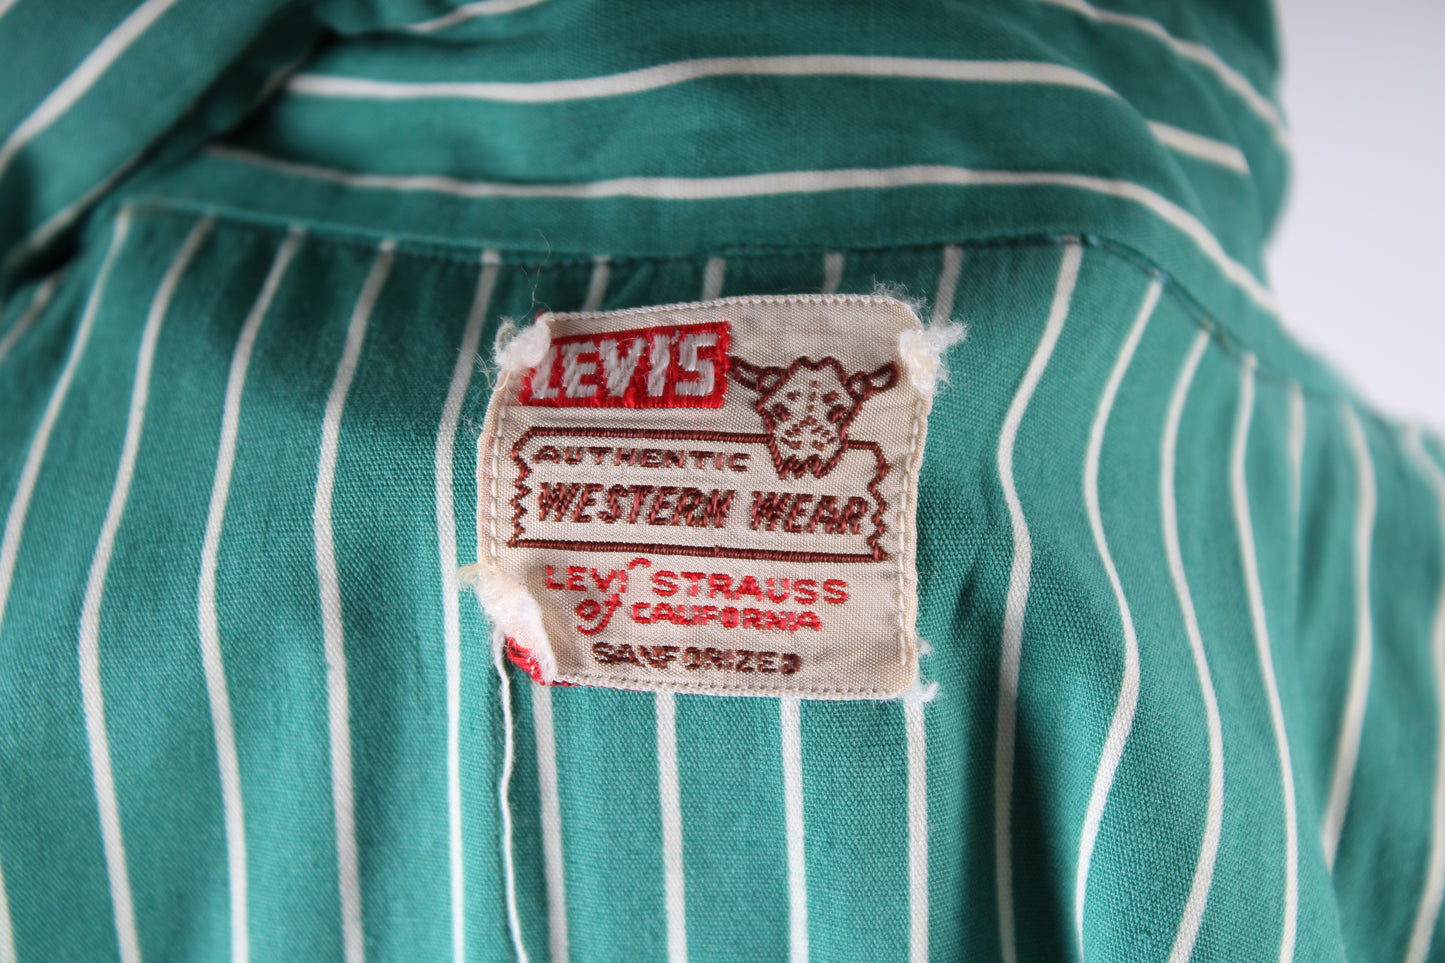 LEVI'S
AUTHENTIC
WESTERN WEAR
LEVI STRAUSS
of CALIFORNIA
SANFORIZED